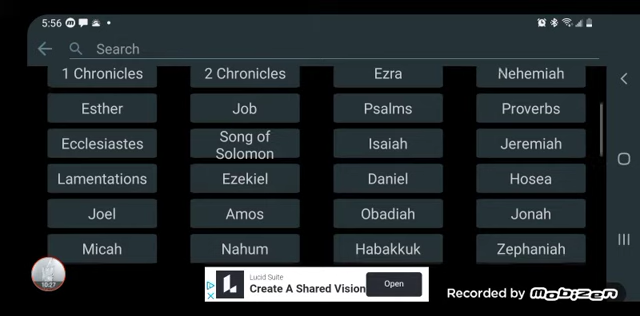 5:56
Search
1 Chronicles 2 Chronicles Ezra Nehemiah
Esther Job Psalms Proverbs
Ecclesiastes Song of Solomon Isaiah Jeremiah
Lamentations Ezekiel Daniel Hosea
Joel Amos Obadiah Jonah
Micah Nahum Habakkuk Zephaniah
10:27
Lucid Suite
Create A Shared Vision Open
Recorded by mobizen